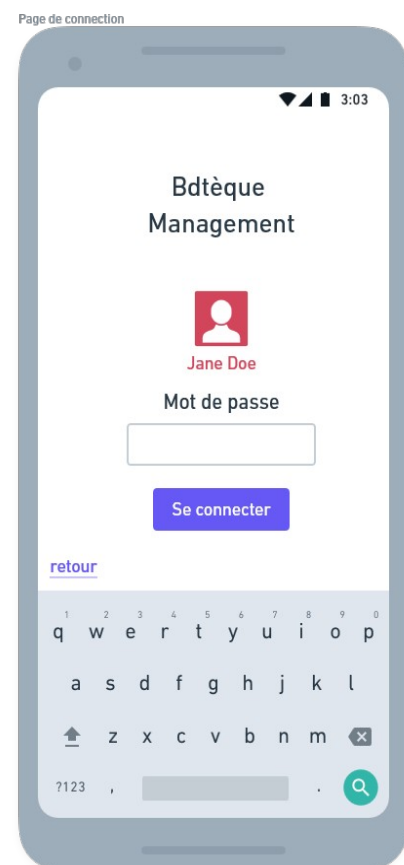 Page de connection
3:03
Bdtèque
Management
Jane Doe
Mot de passe
Se connecter
retour
1 2 3 4 5 6 7 8 9 0
q w e r t y u i o p
a s d f g h j k l
z x c v b n m
?123 , .